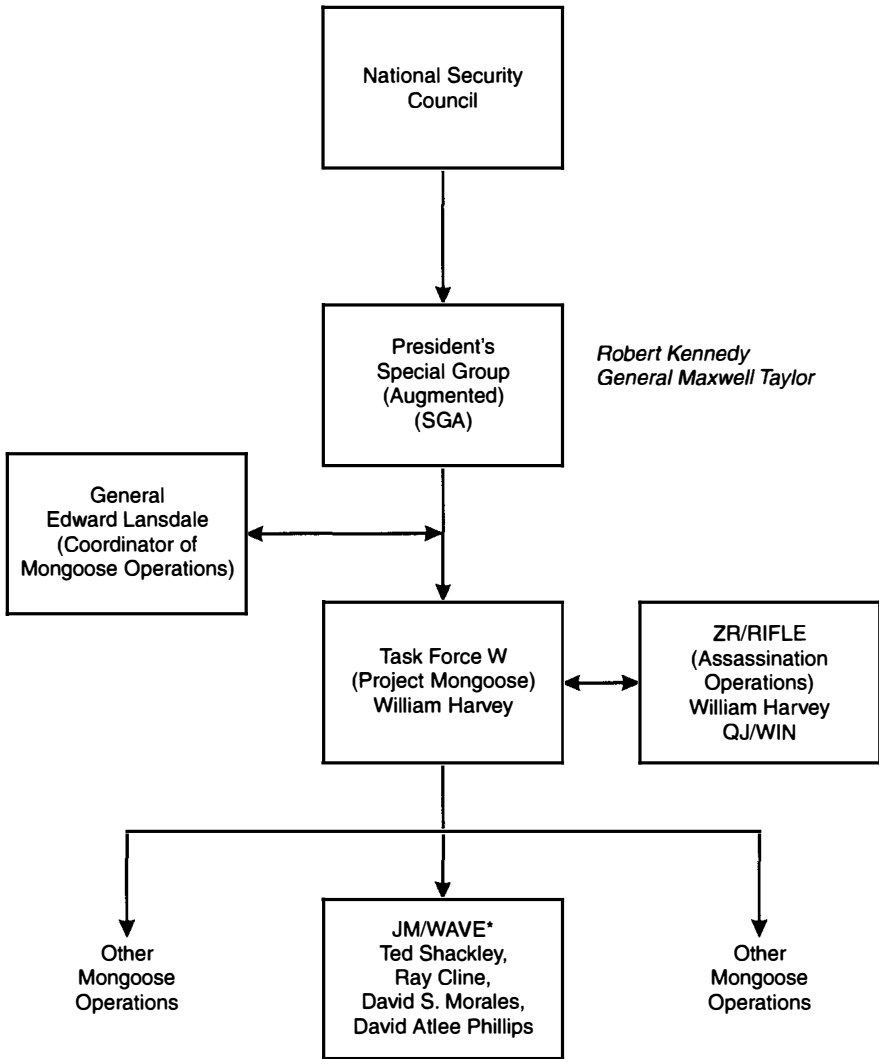 National Security
Council
President's
Special Group
(Augmented)
(SGA)
Robert Kennedy
General Maxwell Taylor
General
Edward Lansdale
(Coordinator of
Mongoose Operations)
Task Force W
(Project Mongoose)
William Harvey
ZR/RIFLE
(Assassination
Operations)
William Harvey
QJ/WIN
Other
Mongoose
Operations
JM/WAVE*
Ted Shackley,
Ray Cline,
David S. Morales,
David Atlee Phillips
Other
Mongoose
Operations